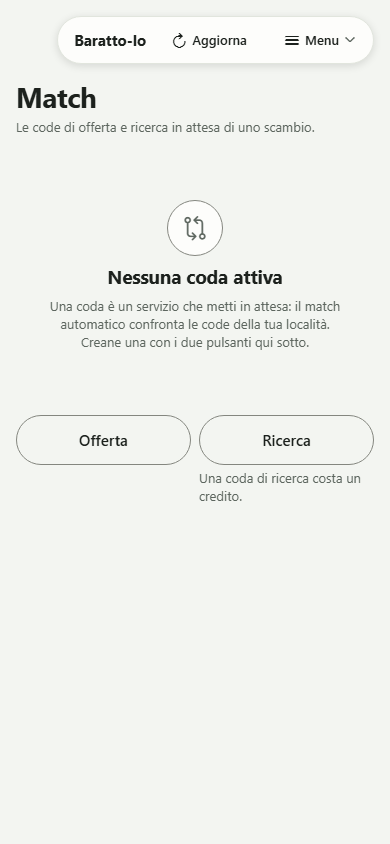 Baratto-lo
Aggiorna
Menu
Match
Le code di offerta e ricerca in attesa di uno scambio.
Nessuna coda attiva
Una coda è un servizio che metti in attesa: il match
automatico confronta le code della tua località.
Creane una con i due pulsanti qui sotto.
Offerta
Ricerca
Una coda di ricerca costa un
credito.